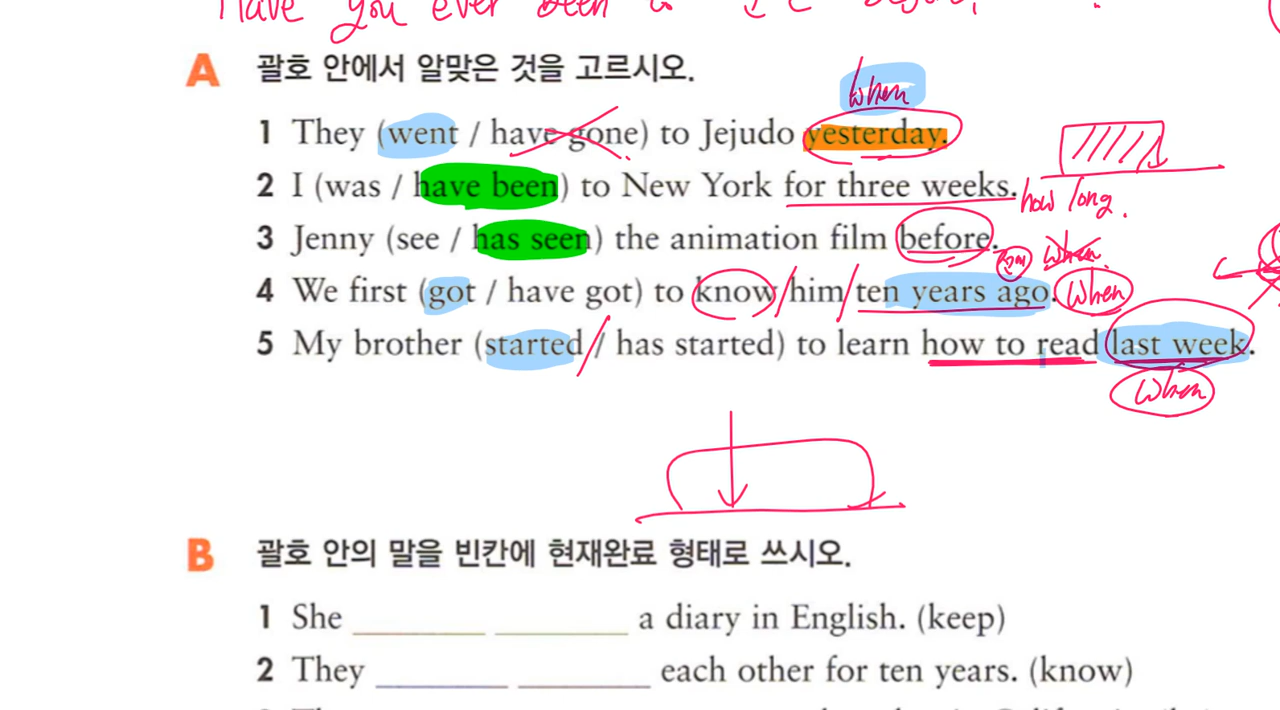 Have you ever been
A 괄호 안에서 알맞은 것을 고르시오.
when
1 They (went / have gone) to Jejudo yesterday.
2 I (was / have been) to New York for three weeks.
how long.
3 Jenny (see / has seen) the animation film before.
when.
4 We first (got / have got) to know him ten years ago. when
5 My brother (started / has started) to learn how to read last week.
when
B 괄호 안의 말을 빈칸에 현재완료 형태로 쓰시오.
1 She ______ ______ a diary in English. (keep)
2 They ______ ______ each other for ten years. (know)